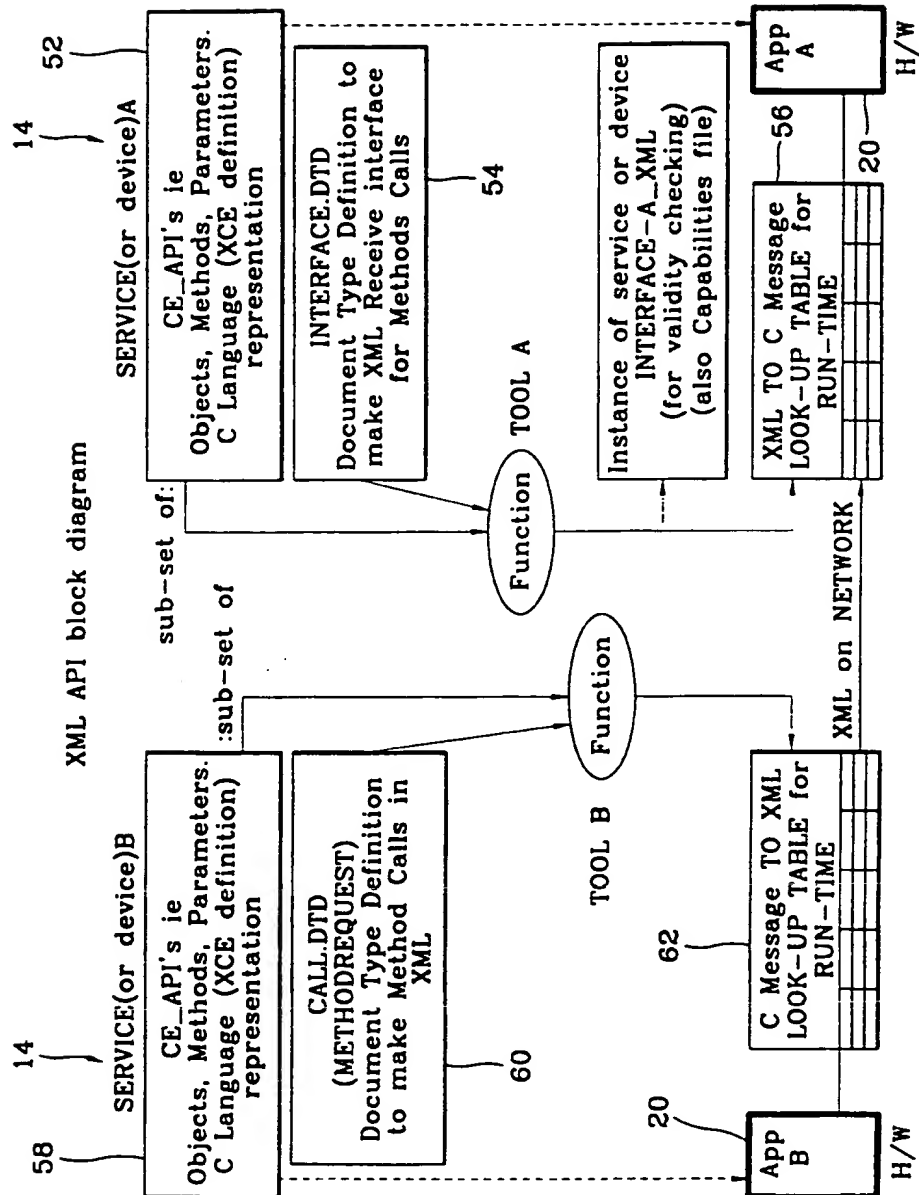 XML API block diagram
14
SERVICE(or device)B
58
CE_API's ie
Objects, Methods, Parameters.
C Language (XCE definition)
representation
:sub-set of
CALL.DTD
(METHODREQUEST)
Document Type Definition
to make Method Calls in
XML
60
TOOL B
Function
62
C Message TO XML
LOOK-UP TABLE for
RUN-TIME
20
App
B
H/W
XML on NETWORK
14
SERVICE(or device)A
52
CE_API's ie
Objects, Methods, Parameters.
C Language (XCE definition)
representation
sub-set of:
INTERFACE.DTD
Document Type Definition to
make XML Receive interface
for Methods Calls
54
TOOL A
Function
Instance of service or device
INTERFACE-A_XML
(for validity checking)
(also Capabilities file)
XML TO C Message
LOOK-UP TABLE for
RUN-TIME
56
20
App
A
H/W